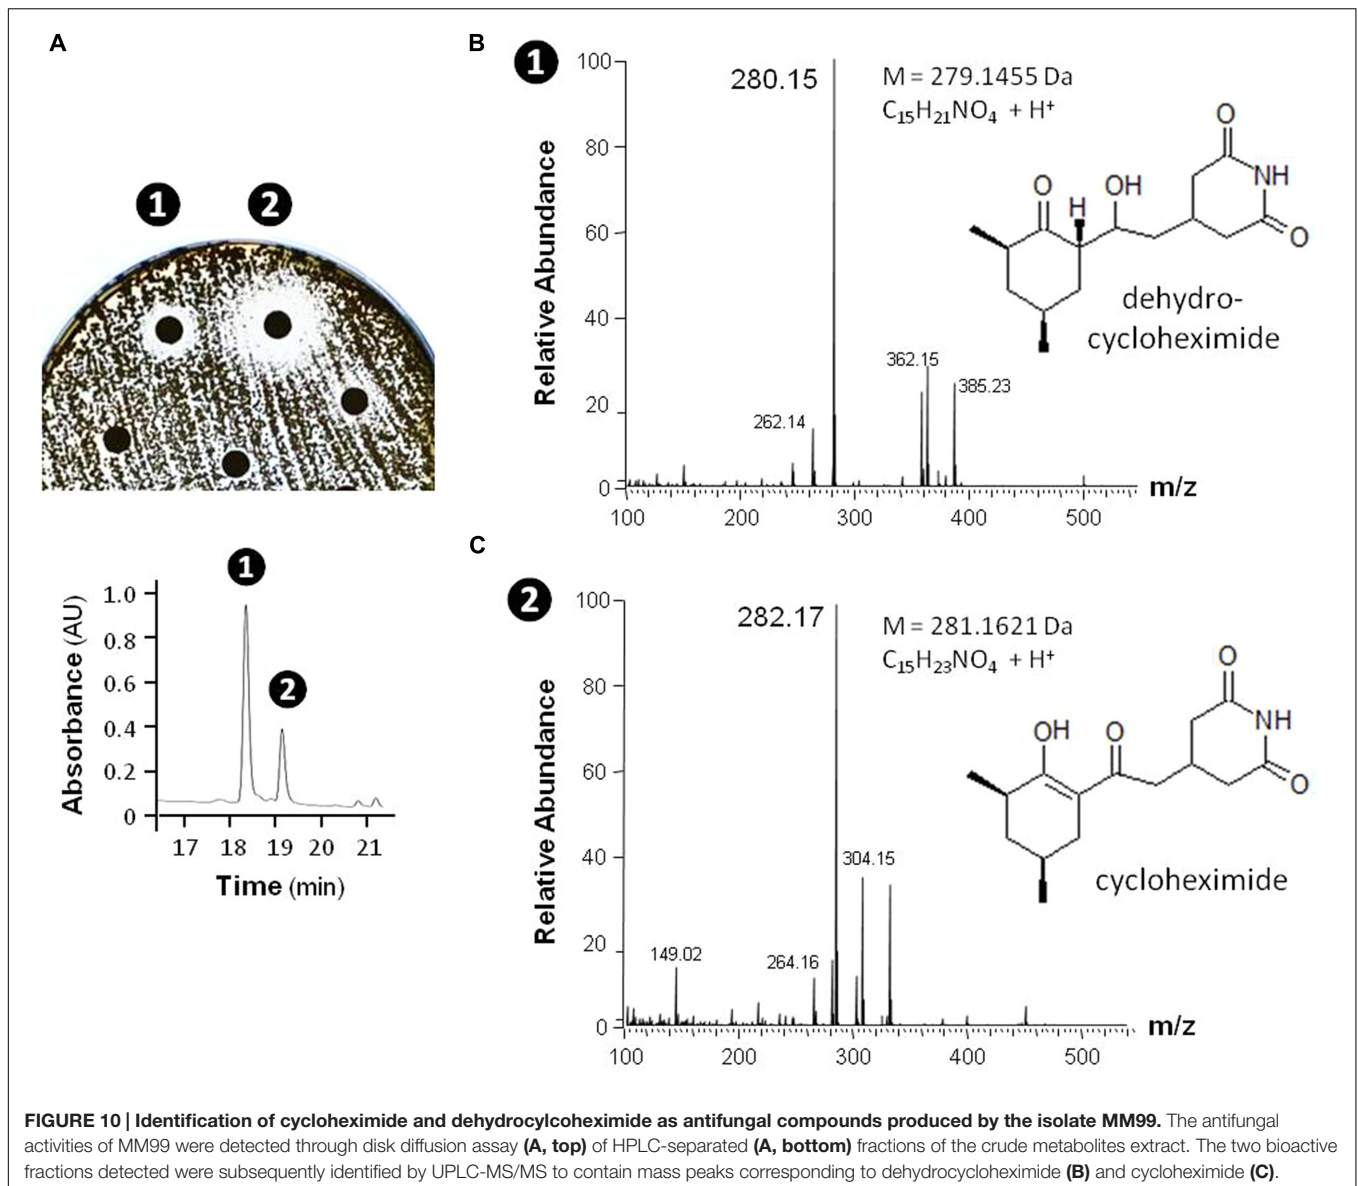 A
1
2
1
1.0
0.8
0.6
0.4
0.2
0
2
Absorbance (AU)
17 18 19 20 21
Time (min)
B
1
280.15
M = 279.1455 Da
C₁₅H₂₁NO₄ + H⁺
100
80
60
40
20
0
Relative Abundance
262.14
362.15
385.23
m/z
100 200 300 400 500
O
OH
H
O
NH
O
dehydro-
cycloheximide
C
2
282.17
M = 281.1621 Da
C₁₅H₂₃NO₄ + H⁺
100
80
60
40
20
0
Relative Abundance
149.02
264.16
304.15
m/z
100 200 300 400 500
OH
O
O
NH
O
cycloheximide
FIGURE 10 | Identification of cycloheximide and dehydrocylcoheximide as antifungal compounds produced by the isolate MM99. The antifungal
activities of MM99 were detected through disk diffusion assay (A, top) of HPLC-separated (A, bottom) fractions of the crude metabolites extract. The two bioactive
fractions detected were subsequently identified by UPLC-MS/MS to contain mass peaks corresponding to dehydrocycloheximide (B) and cycloheximide (C).